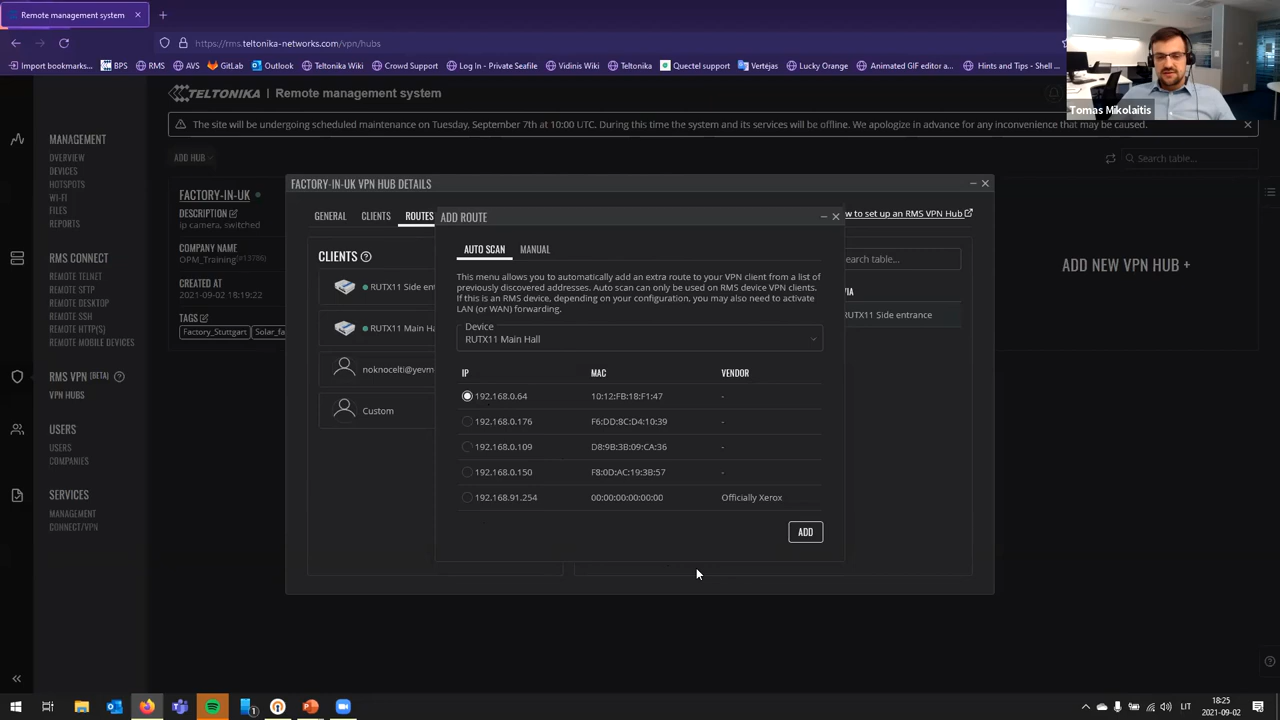 Remote management system
https://rms.teltonika-networks.com/vpn/hubs
Import bookmarks...
BPS
RMS
AVS
GitLab
Outlook
Teltonika Wiki
Crowd Support
Lera - Private Seafile
Vidinis Wiki
Teltonika
Quectel support
Vertėjas
Lucky Orange
Animated GIF editor a...
Hints and Tips - Shell ...
Tomas Mikolaitis
TELTONIKA | Remote management system
The site will be undergoing scheduled m
day, September 7th at 10:00 UTC. During this time the system and its services will be offline. We apologize in advance for any inconvenience that may be caused.
MANAGEMENT
OVERVIEW
DEVICES
HOTSPOTS
WI-FI
FILES
REPORTS
RMS CONNECT
REMOTE TELNET
REMOTE SFTP
REMOTE DESKTOP
REMOTE SSH
REMOTE HTTP(S)
REMOTE MOBILE DEVICES
RMS VPN (BETA)
VPN HUBS
USERS
USERS
COMPANIES
SERVICES
MANAGEMENT
CONNECT/VPN
ADD HUB
Search table...
FACTORY-IN-UK
DESCRIPTION
ip camera, switched
COMPANY NAME
OPM_Training(#13786)
CREATED AT
2021-09-02 18:19:22
TAGS
Factory_Stuttgart
Solar_fa
ADD NEW VPN HUB +
FACTORY-IN-UK VPN HUB DETAILS
GENERAL
CLIENTS
ROUTES
w to set up an RMS VPN Hub
CLIENTS
RUTX11 Side en
RUTX11 Main Ha
noknocelti@yevm
Custom
earch table...
VIA
RUTX11 Side entrance
ADD ROUTE
AUTO SCAN
MANUAL
This menu allows you to automatically add an extra route to your VPN client from a list of
previously discovered addresses. Auto scan can only be used on RMS device VPN clients.
If this is an RMS device, depending on your configuration, you may also need to activate
LAN (or WAN) forwarding.
Device
RUTX11 Main Hall
IP MAC VENDOR
192.168.0.64 10:12:FB:18:F1:47 -
192.168.0.176 F6:DD:8C:D4:10:39 -
192.168.0.109 D8:9B:3B:09:CA:36 -
192.168.0.150 F8:0D:AC:19:3B:57 -
192.168.91.254 00:00:00:00:00:00 Officially Xerox
ADD
LIT
18:25
2021-09-02